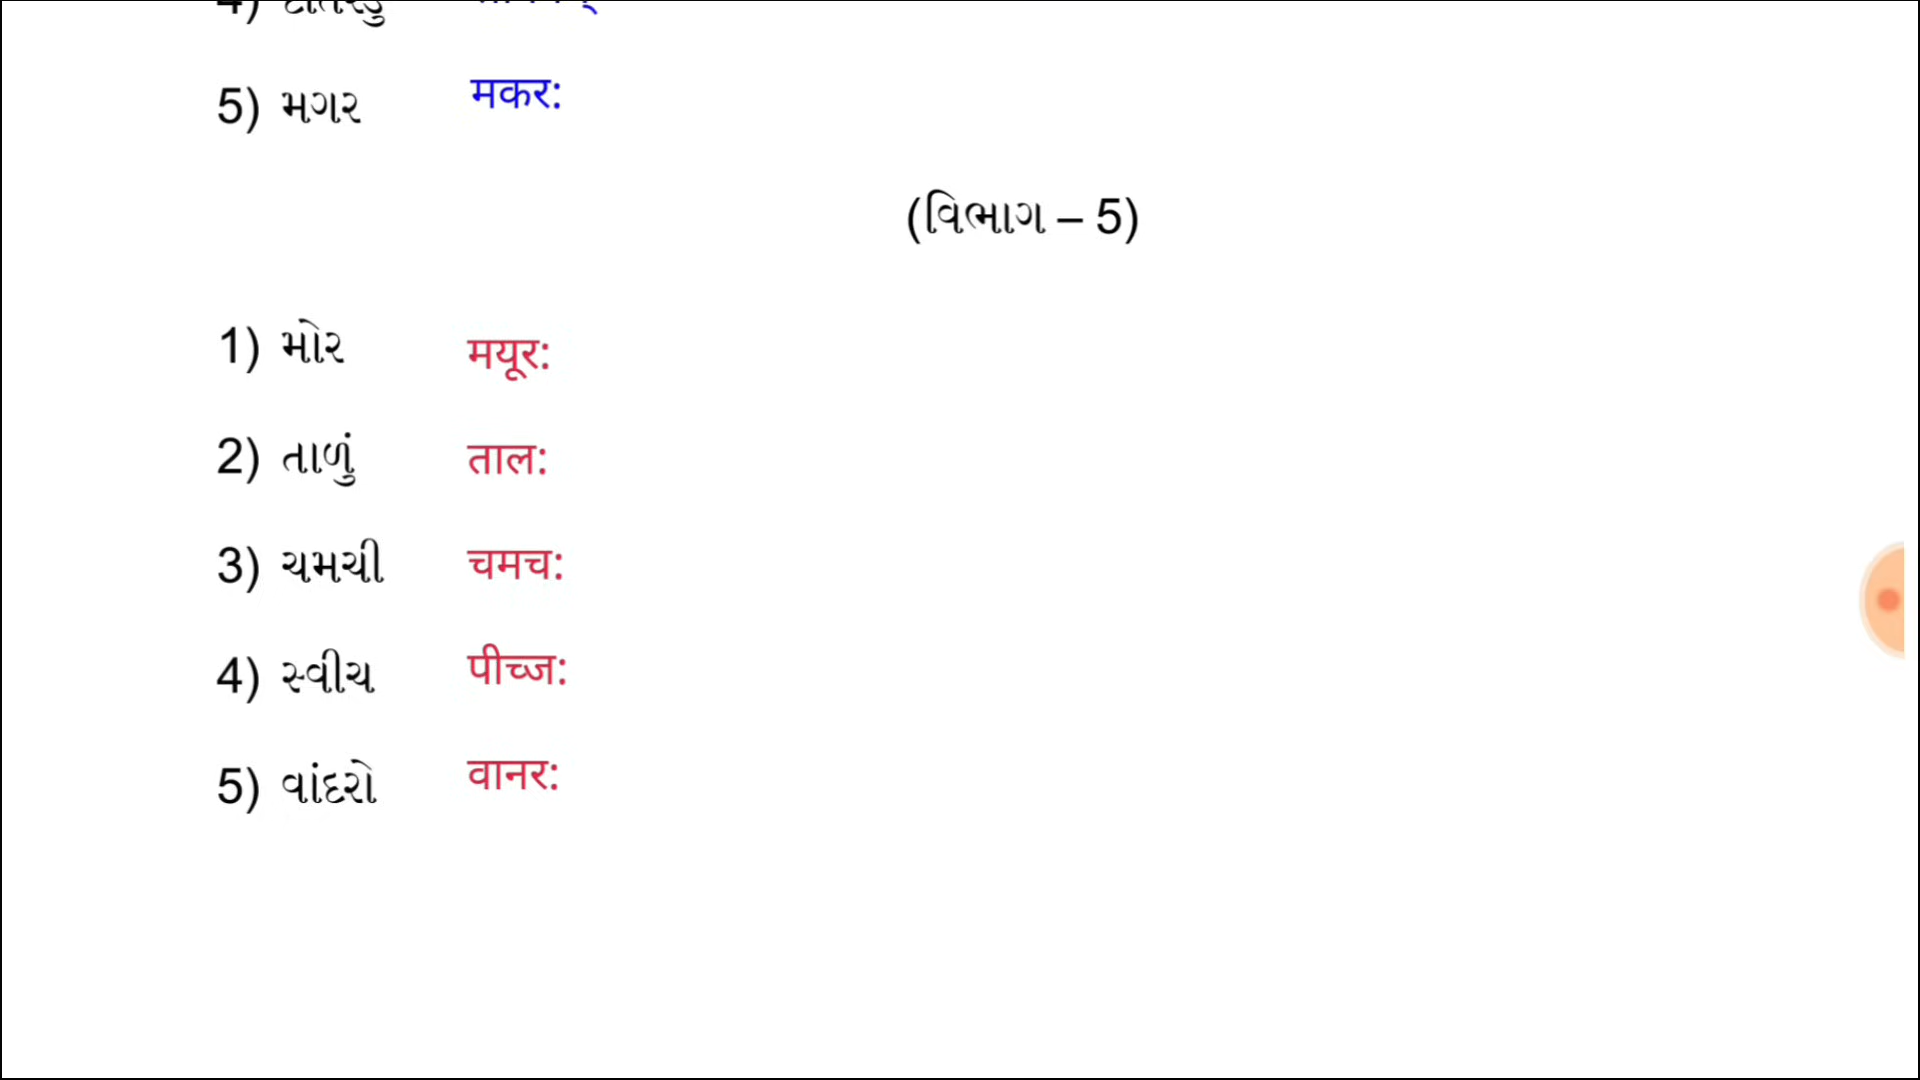 5) મગર मकर:
(વિભાગ – 5)
1) મોર मयूर:
2) તાળું ताल:
3) ચમચી चमच:
4) સ્વીચ पीच्ज:
5) વાંદરો वानर: